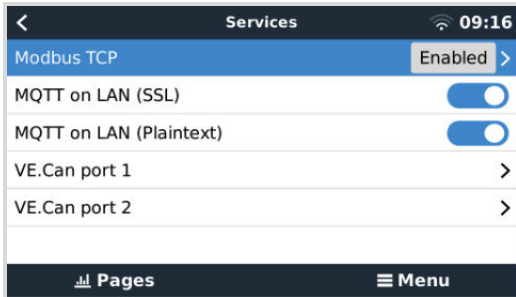 Services 09:16
Modbus TCP Enabled
MQTT on LAN (SSL)
MQTT on LAN (Plaintext)
VE.Can port 1
VE.Can port 2
Pages Menu